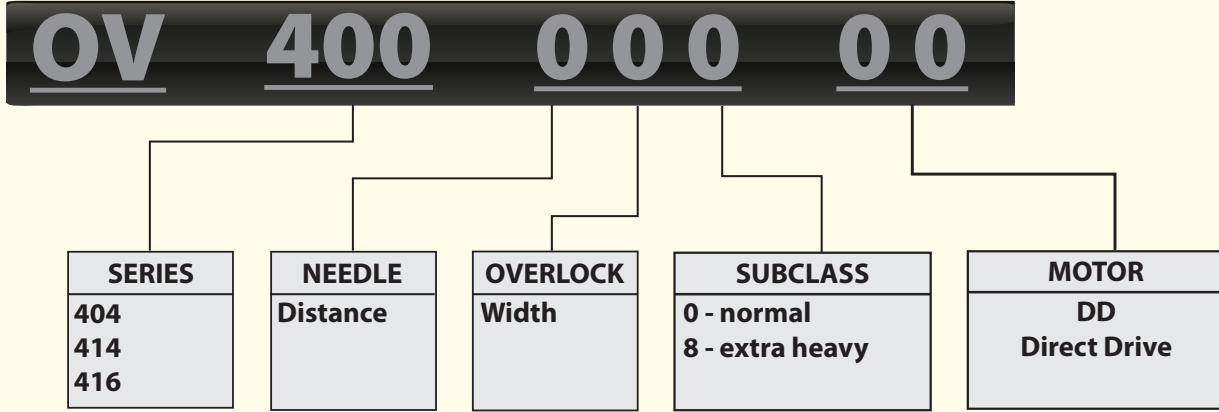 OV 400 0 0 0 0 0
SERIES
404
414
416
NEEDLE
Distance
OVERLOCK
Width
SUBCLASS
0 - normal
8 - extra heavy
MOTOR
DD
Direct Drive